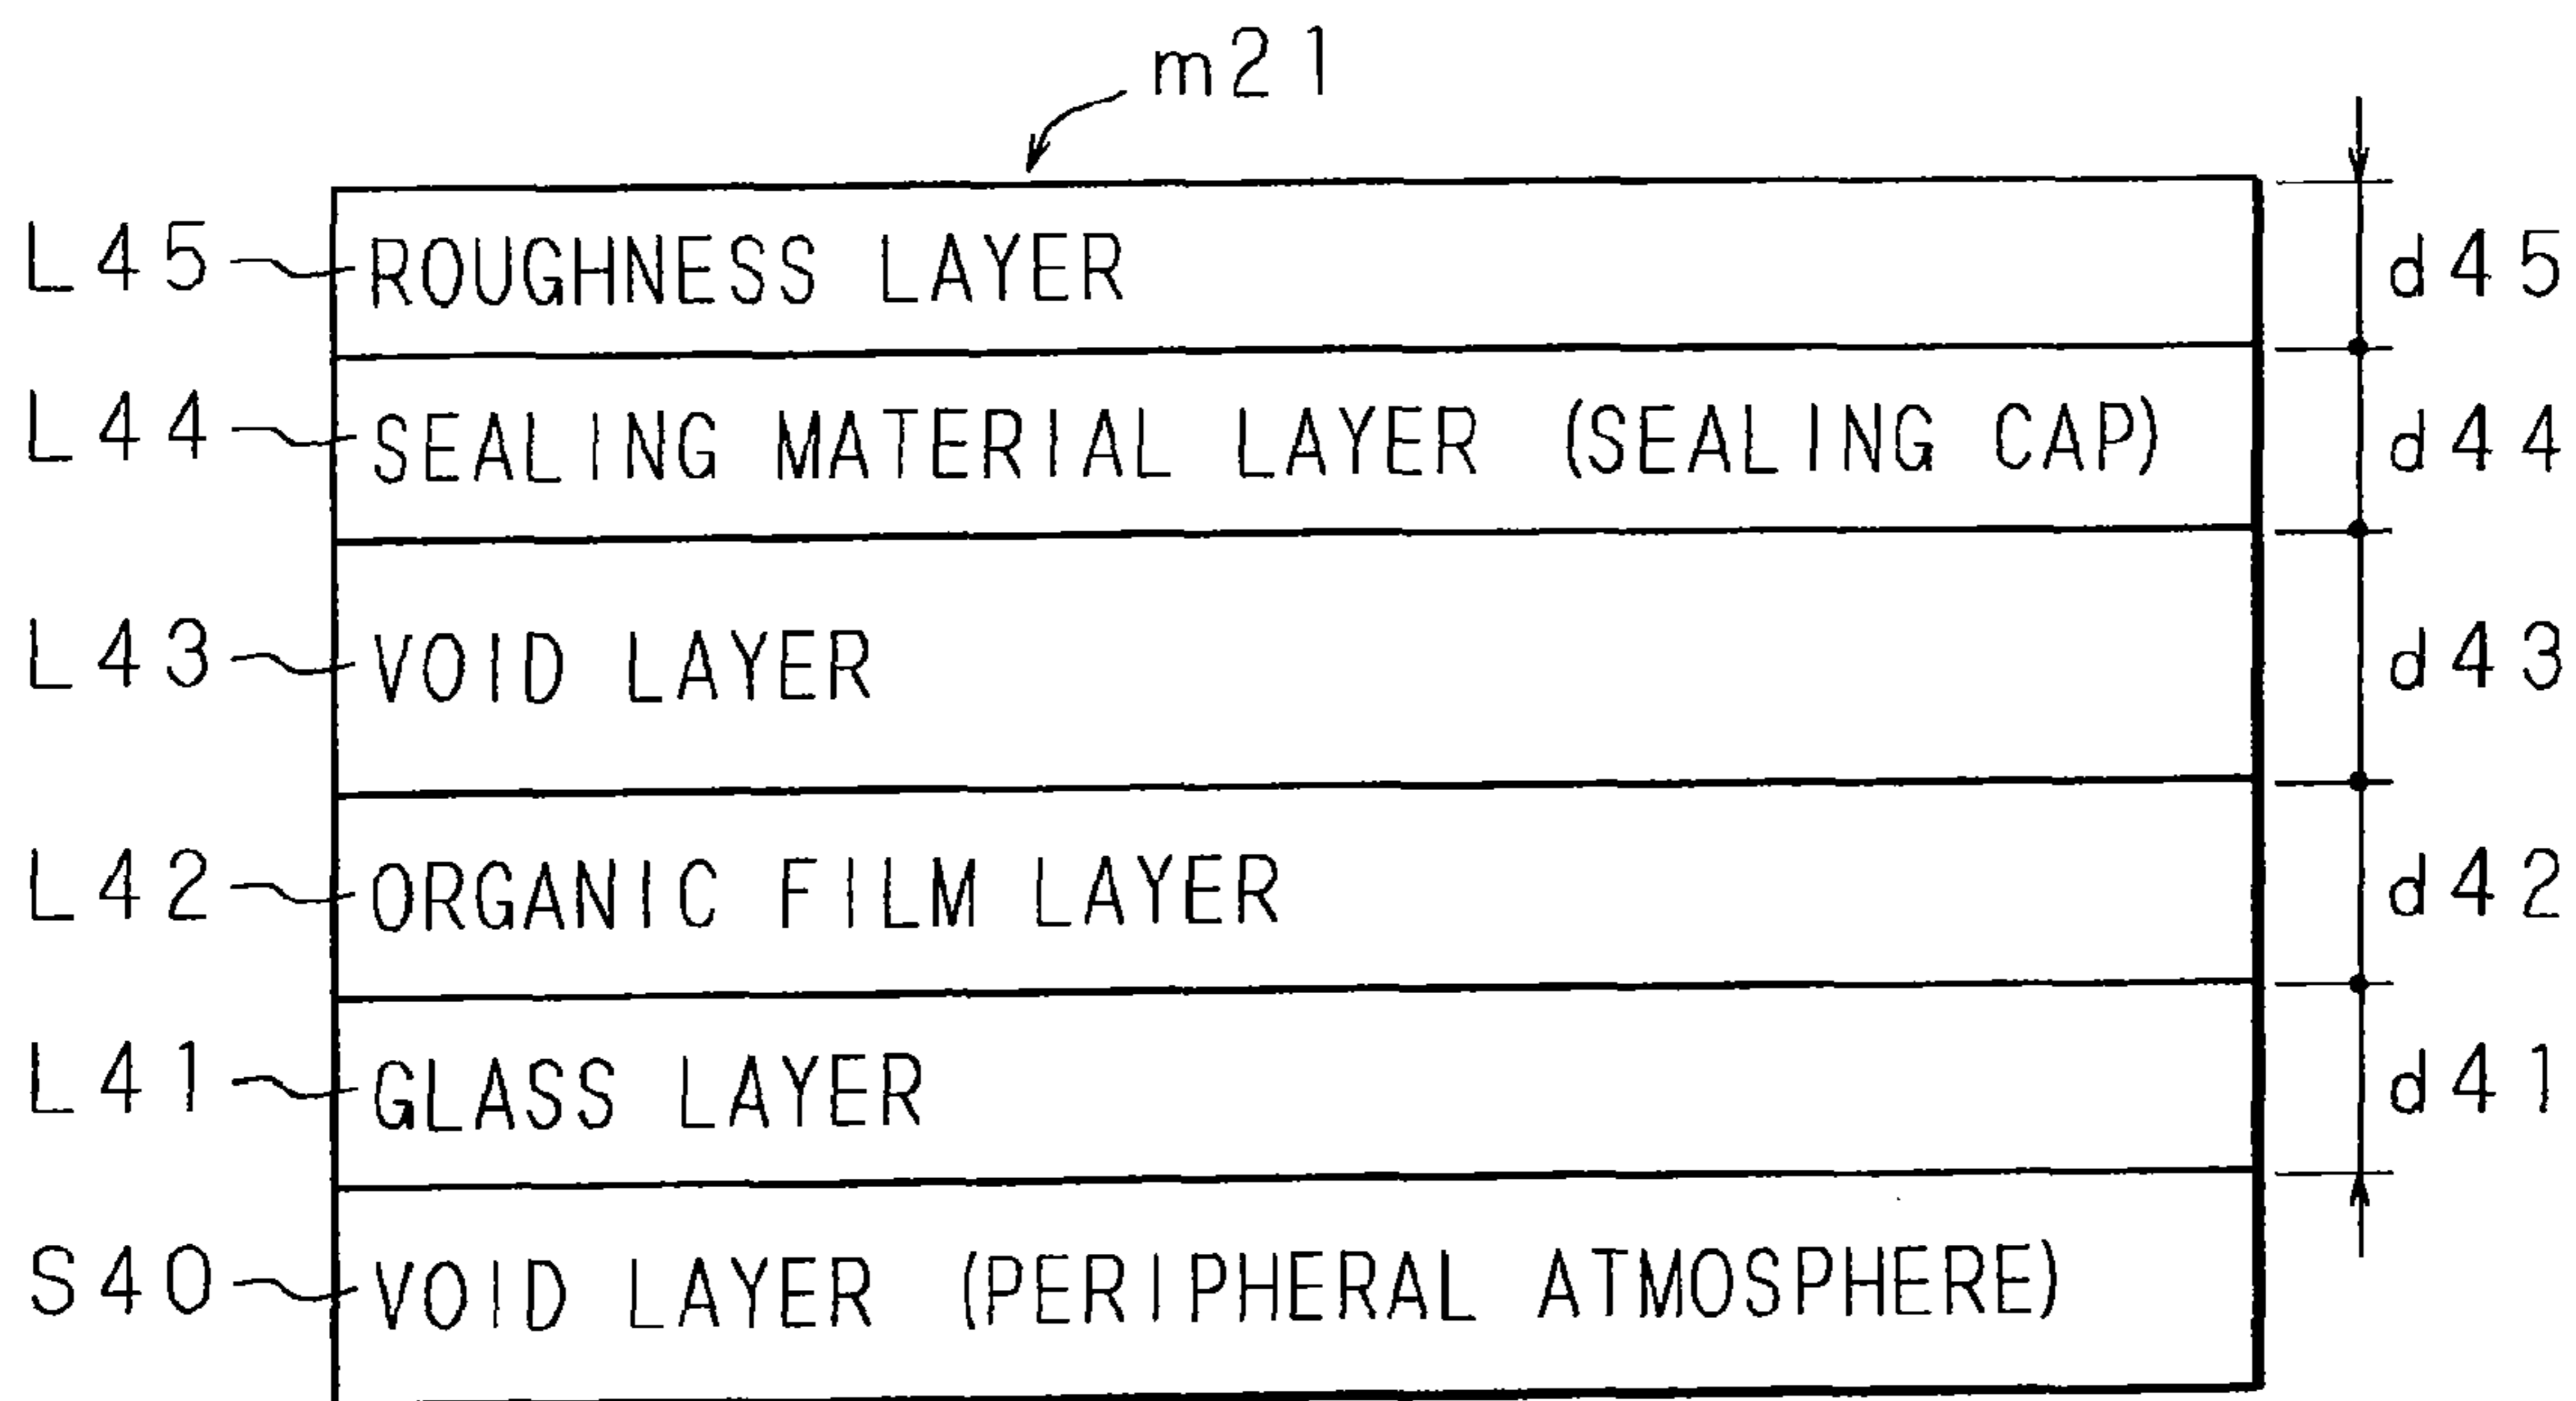 m21
L45 ROUGHNESS LAYER d45
L44 SEALING MATERIAL LAYER (SEALING CAP) d44
L43 VOID LAYER d43
L42 ORGANIC FILM LAYER d42
L41 GLASS LAYER d41
S40 VOID LAYER (PERIPHERAL ATMOSPHERE)